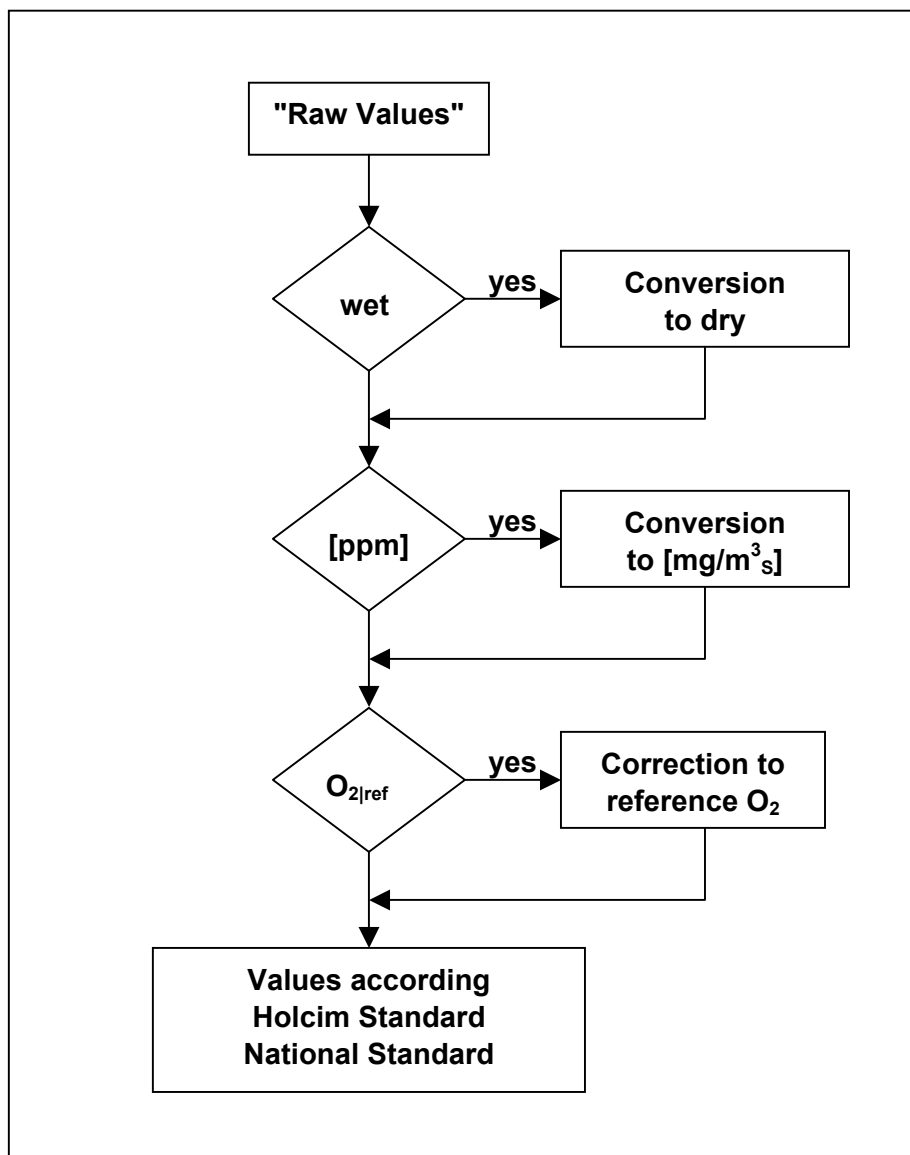 "Raw Values"
wet
yes
Conversion
to dry
[ppm]
yes
Conversion
to [mg/m³ₛ]
O₂|ref
yes
Correction to
reference O₂
Values according
Holcim Standard
National Standard